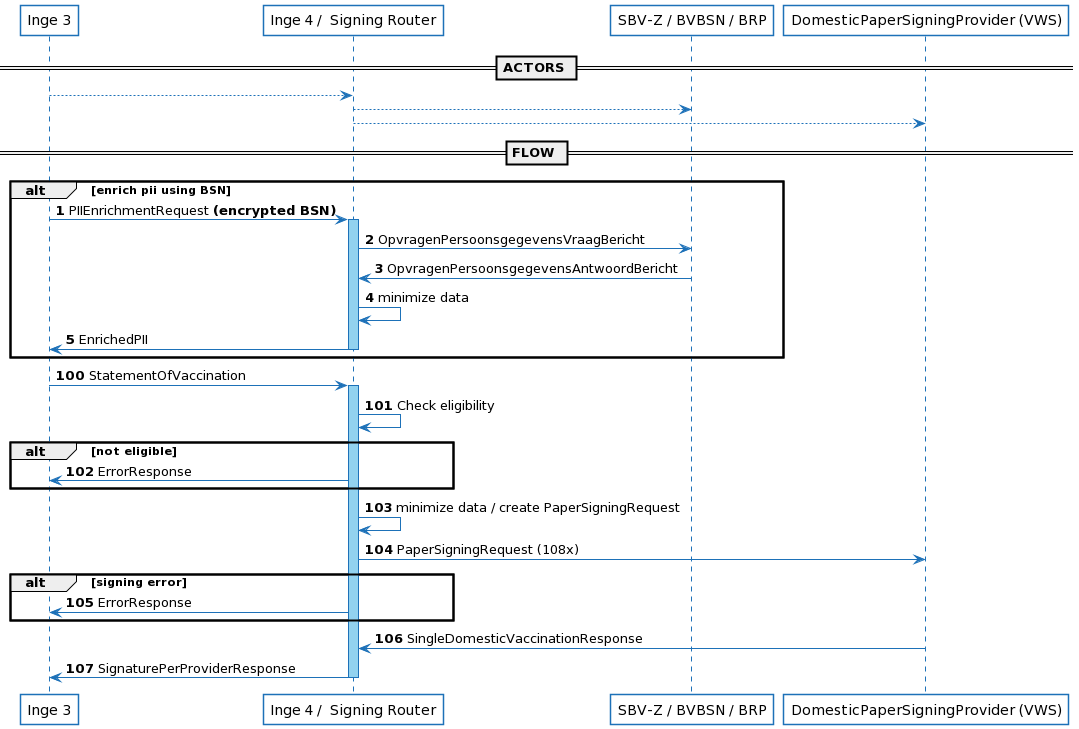 Inge 3
Inge 4 /  Signing Router
SBV-Z / BVBSN / BRP
DomesticPaperSigningProvider (VWS)
ACTORS
FLOW
alt
[enrich pii using BSN]
1 PIIEnrichmentRequest (encrypted BSN)
2 OpvragenPersoonsgegevensVraagBericht
3 OpvragenPersoonsgegevensAntwoordBericht
4 minimize data
5 EnrichedPII
100 StatementOfVaccination
101 Check eligibility
alt
[not eligible]
102 ErrorResponse
103 minimize data / create PaperSigningRequest
104 PaperSigningRequest (108x)
alt
[signing error]
105 ErrorResponse
106 SingleDomesticVaccinationResponse
107 SignaturePerProviderResponse
Inge 3
Inge 4 /  Signing Router
SBV-Z / BVBSN / BRP
DomesticPaperSigningProvider (VWS)